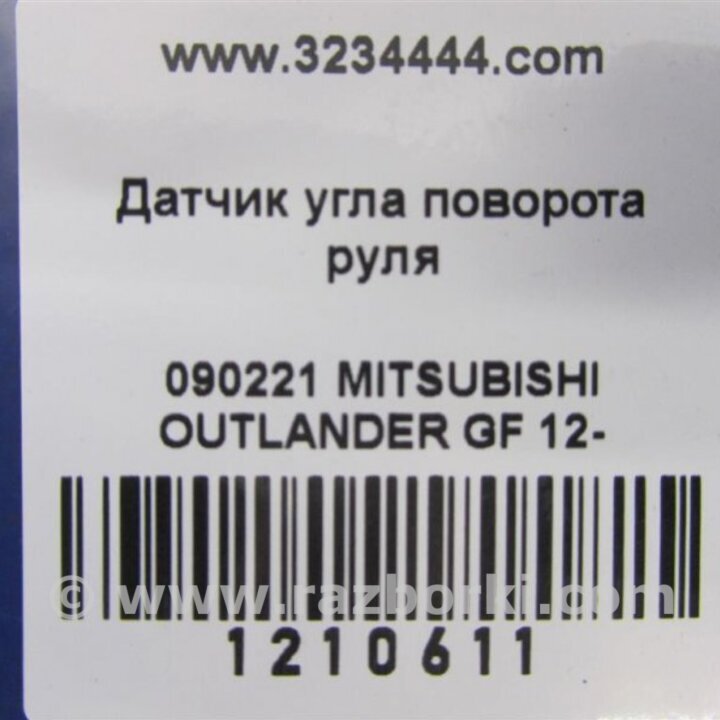 www.3234444.com
Датчик угла поворота
руля
090221 MITSUBISHI
OUTLANDER GF 12-
© www.razborki.com
1210611